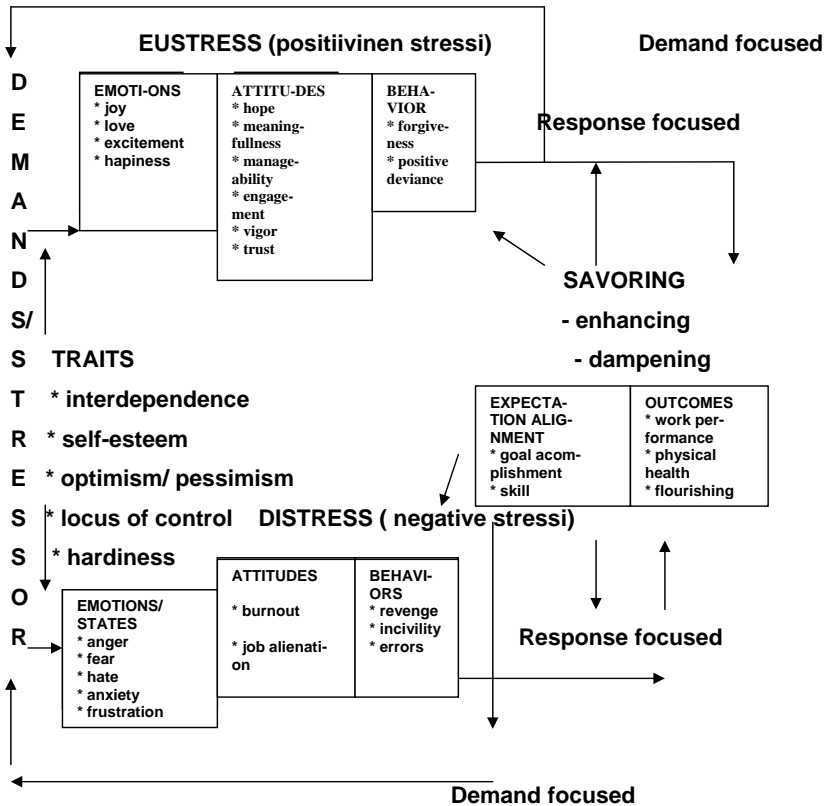 EUSTRESS (positiivinen stressi)
Demand focused
D
E
M
A
N
D
S/
S
T
R
E
S
S
O
R
EMOTI-ONS
* joy
* love
* excitement
* hapiness
ATTITU-DES
* hope
* meaning-
fullness
* manage-
ability
* engage-
ment
* vigor
* trust
BEHA-
VIOR
* forgive-
ness
* positive
deviance
Response focused
SAVORING
- enhancing
- dampening
TRAITS
* interdependence
* self-esteem
* optimism/ pessimism
* locus of control
* hardiness
EXPECTA-
TION ALIG-
NMENT
* goal acom-
plishment
* skill
OUTCOMES
* work per-
formance
* physical
health
* flourishing
DISTRESS ( negative stressi)
EMOTIONS/
STATES
* anger
* fear
* hate
* anxiety
* frustration
ATTITUDES
* burnout
* job alienati-
on
BEHAVI-
ORS
* revenge
* incivility
* errors
Response focused
Demand focused